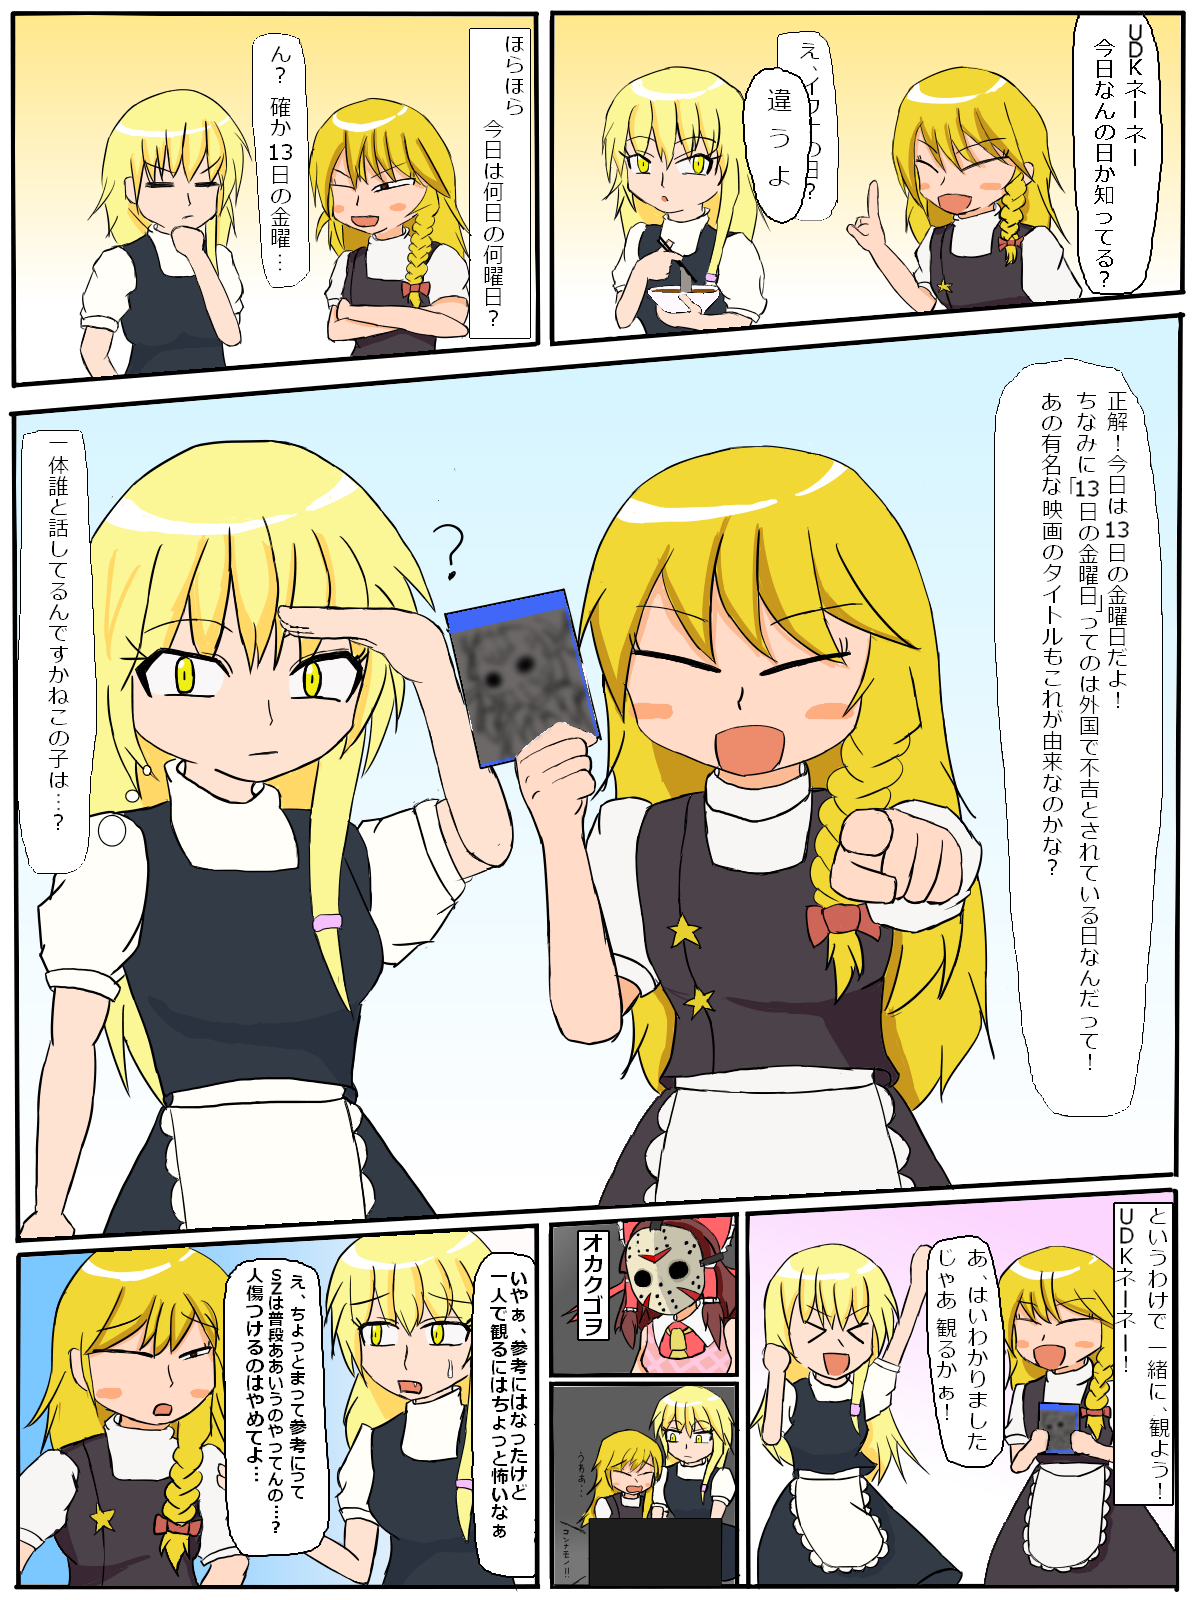 UDKネーネー
今日なんの日か知ってる？
え、イワナの日？
違うよ
ほらほら
今日は何日の何曜日？
ん？ 確か13日の金曜…
正解！今日は13日の金曜日だよ！
ちなみに「13日の金曜日」ってのは外国で不吉とされている日なんだって！
あの有名な映画のタイトルもこれが由来なのかな？
?
一体誰と話してるんですかねこの子は…？
というわけで 一緒に、観よう！
UDKネーネー！
あ、はいわかりました
じゃあ 観るかぁ！
オカクゴヲ
うわぁ…
コンナモノ!!
いやぁ、参考にはなったけど
一人で観るにはちょっと怖いなぁ
え、ちょっとまって参考にって
SZは普段ああいうのやってんの…？
人傷つけるのはやめてよ…